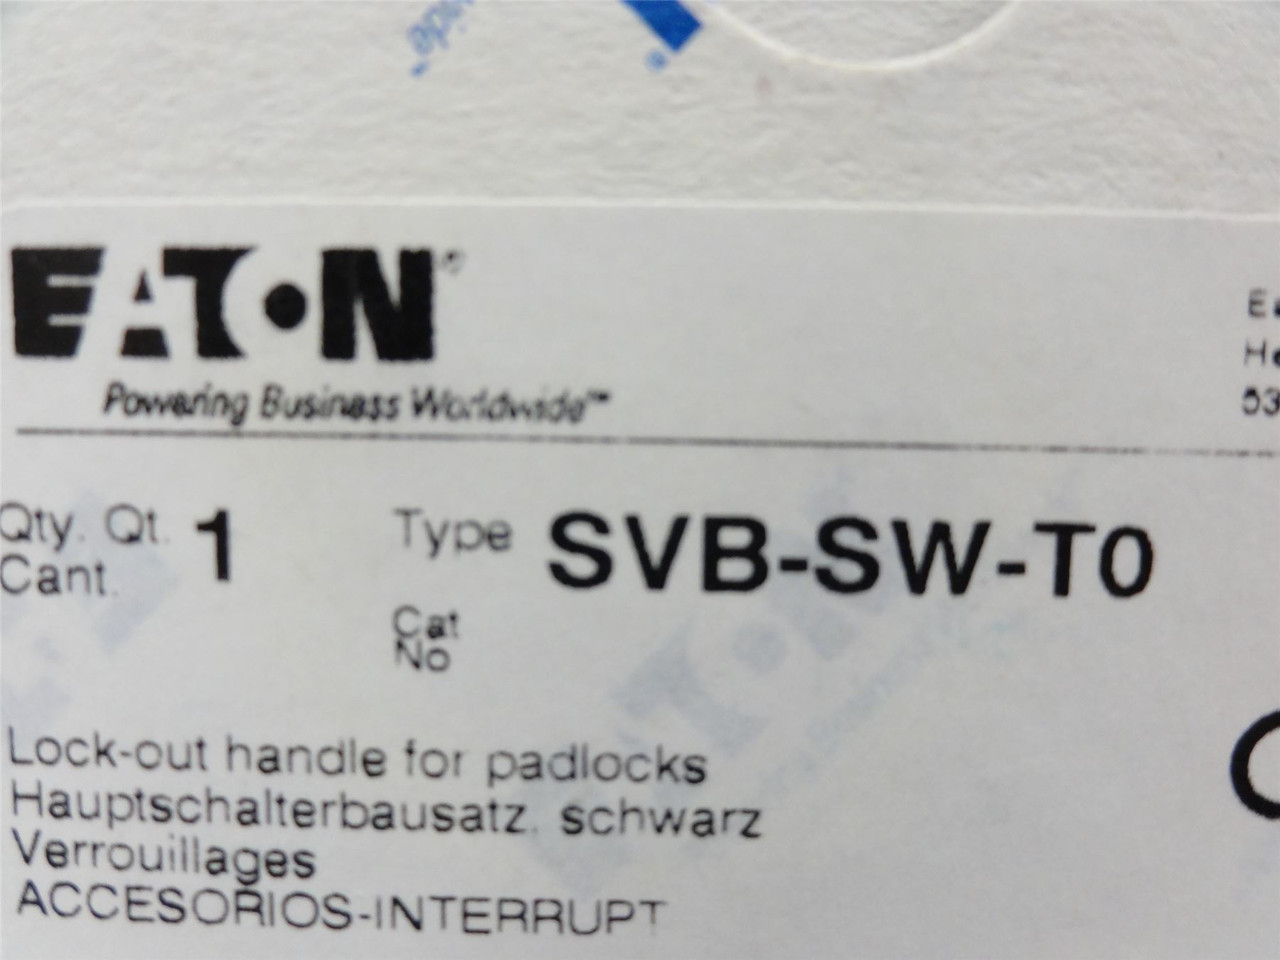 EATON®
Powering Business Worldwide™
Qty. Qt. 1
Cant.
Type SVB-SW-T0
Cat
No
Lock-out handle for padlocks
Hauptschalterbausatz, schwarz
Verrouillages
ACCESORIOS-INTERRUPT